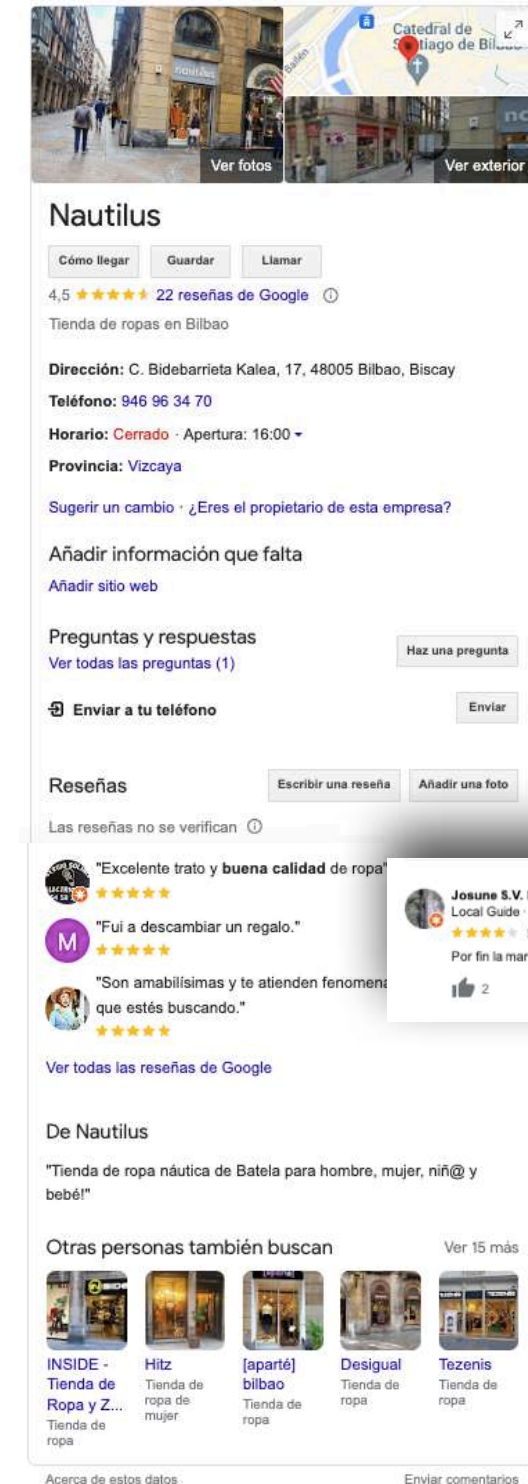 Catedral de
Santiago de Bilbao
Bailén
nautilus
Ver fotos
Ver exterior
Nautilus
Cómo llegar Guardar Llamar
4,5 22 reseñas de Google
Tienda de ropas en Bilbao
Dirección: C. Bidebarrieta Kalea, 17, 48005 Bilbao, Biscay
Teléfono: 946 96 34 70
Horario: Cerrado · Apertura: 16:00
Provincia: Vizcaya
Sugerir un cambio · ¿Eres el propietario de esta empresa?
Añadir información que falta
Añadir sitio web
Preguntas y respuestas
Haz una pregunta
Ver todas las preguntas (1)
Enviar a tu teléfono Enviar
Reseñas Escribir una reseña Añadir una foto
Las reseñas no se verifican
"Excelente trato y buena calidad de ropa"
M
"Fui a descambiar un regalo."
"Son amabilísimas y te atienden
que estés buscando."
Josune S.V.
Local Guide ·
Por fin la
2
Ver todas las reseñas de Google
De Nautilus
"Tienda de ropa náutica de Batela para hombre, mujer, niñ@ y
bebé!"
Otras personas también buscan Ver 15 más
INSIDE -
Tienda de
Ropa y Z...
Tienda de
ropa
Hitz
Tienda de
ropa de
mujer
[aparté]
bilbao
Tienda de
ropa
Desigual
Tienda de
ropa
Tezenis
Tienda de
ropa
Acerca de estos datos Enviar comentarios